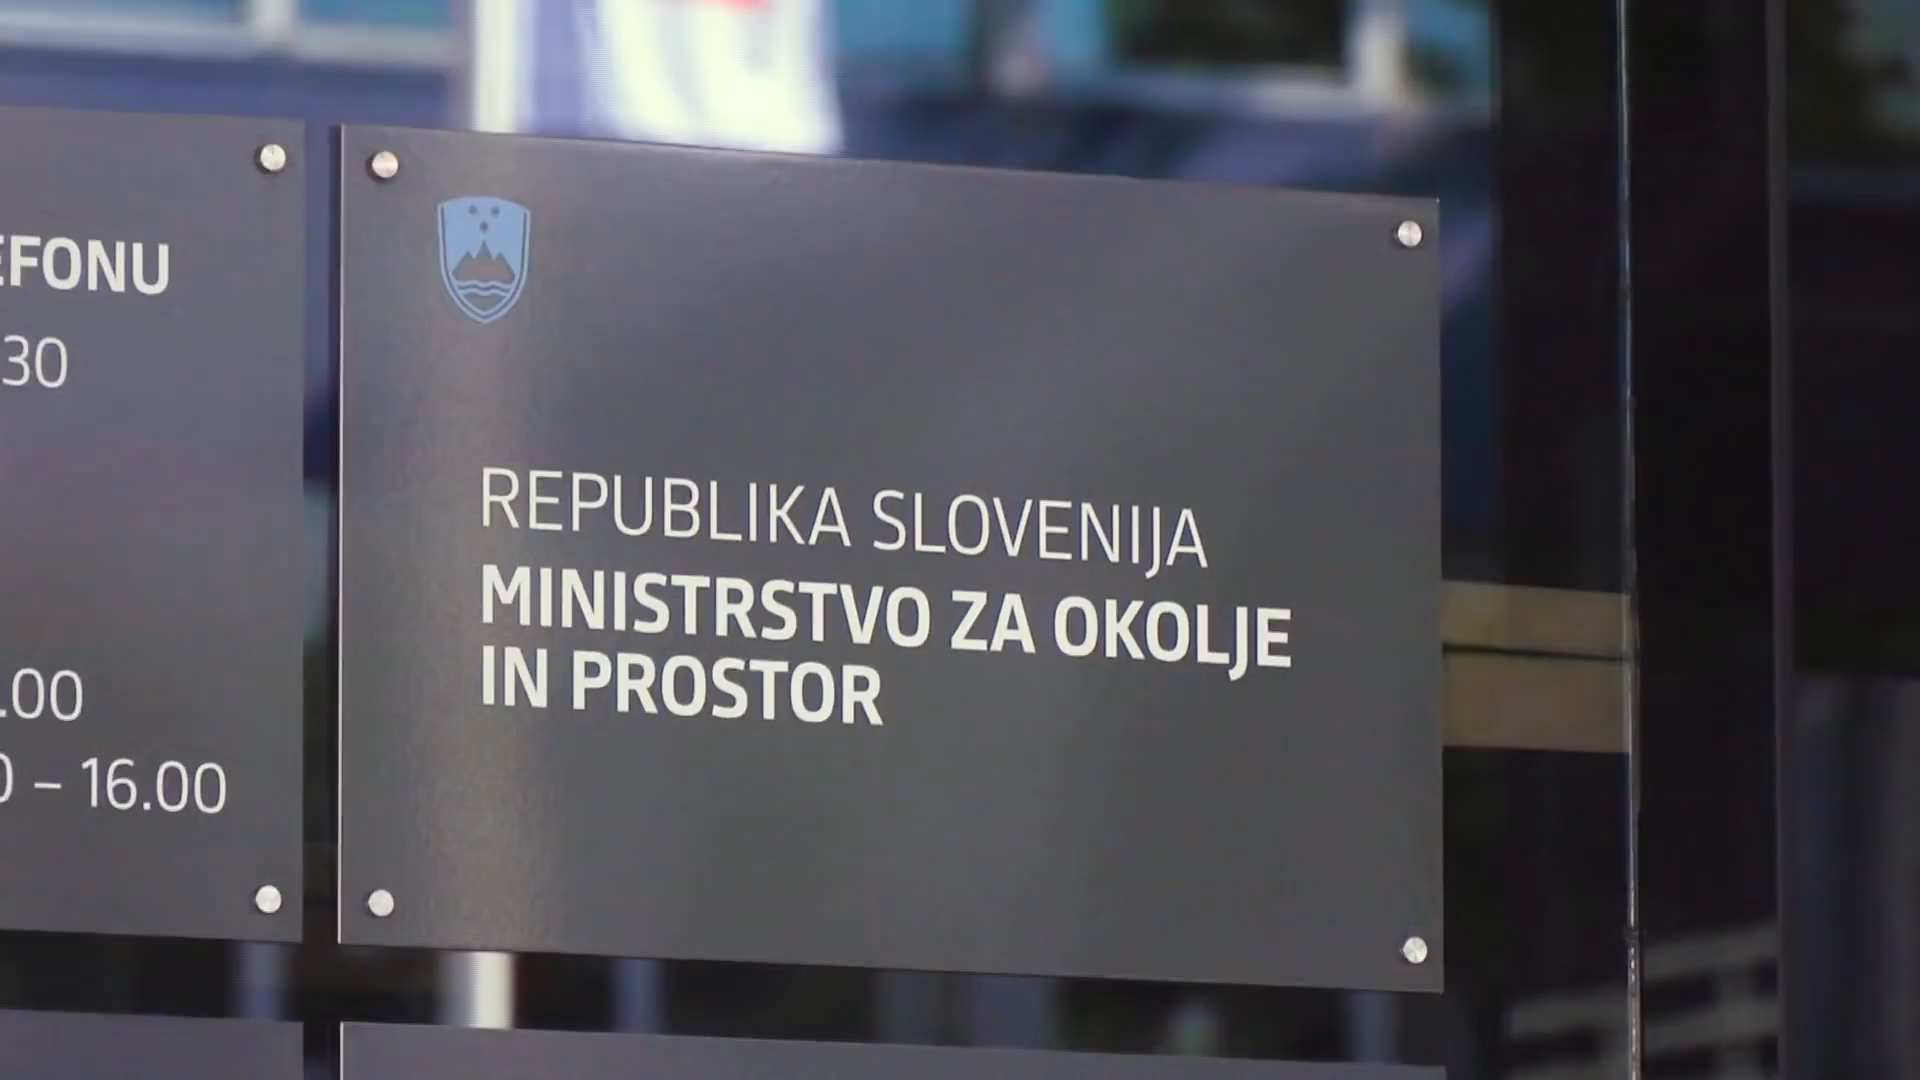 EFONU
30
.00
0 – 16.00
REPUBLIKA SLOVENIJA
MINISTRSTVO ZA OKOLJE
IN PROSTOR